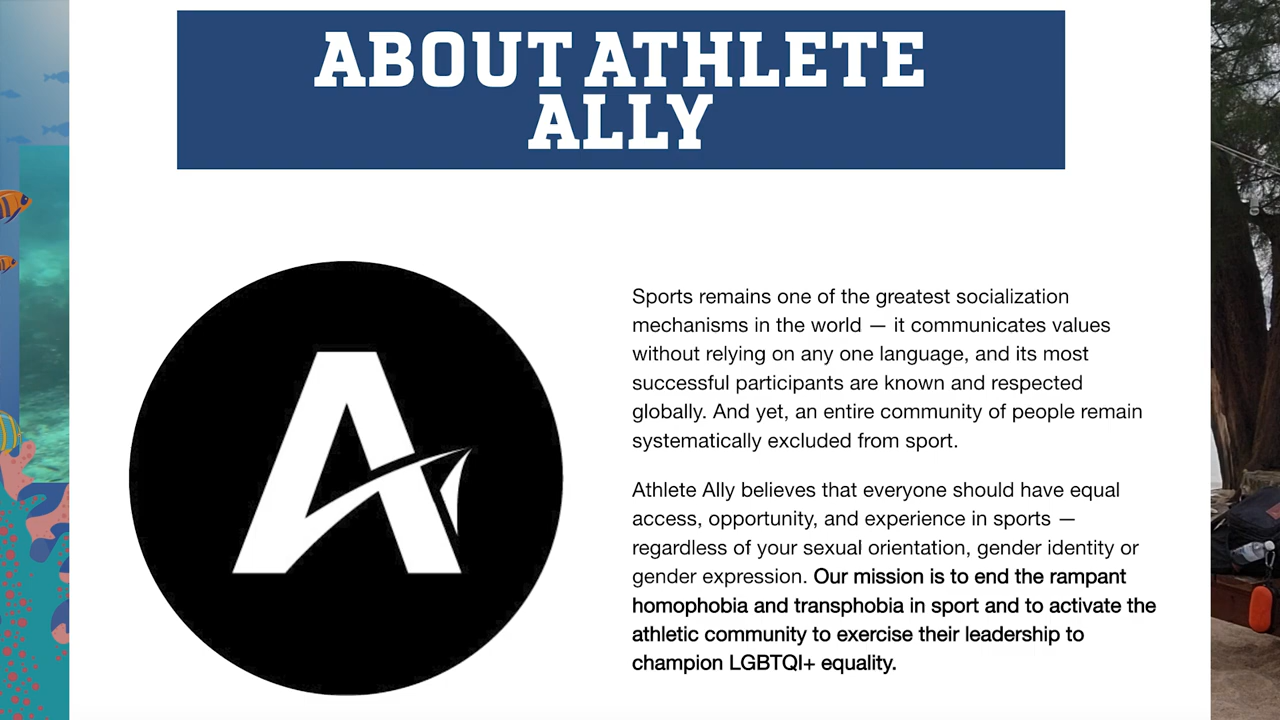 ABOUT ATHLETE
ALLY
Sports remains one of the greatest socialization
mechanisms in the world — it communicates values
without relying on any one language, and its most
successful participants are known and respected
globally. And yet, an entire community of people remain
systematically excluded from sport.
Athlete Ally believes that everyone should have equal
access, opportunity, and experience in sports —
regardless of your sexual orientation, gender identity or
gender expression. Our mission is to end the rampant
homophobia and transphobia in sport and to activate the
athletic community to exercise their leadership to
champion LGBTQI+ equality.